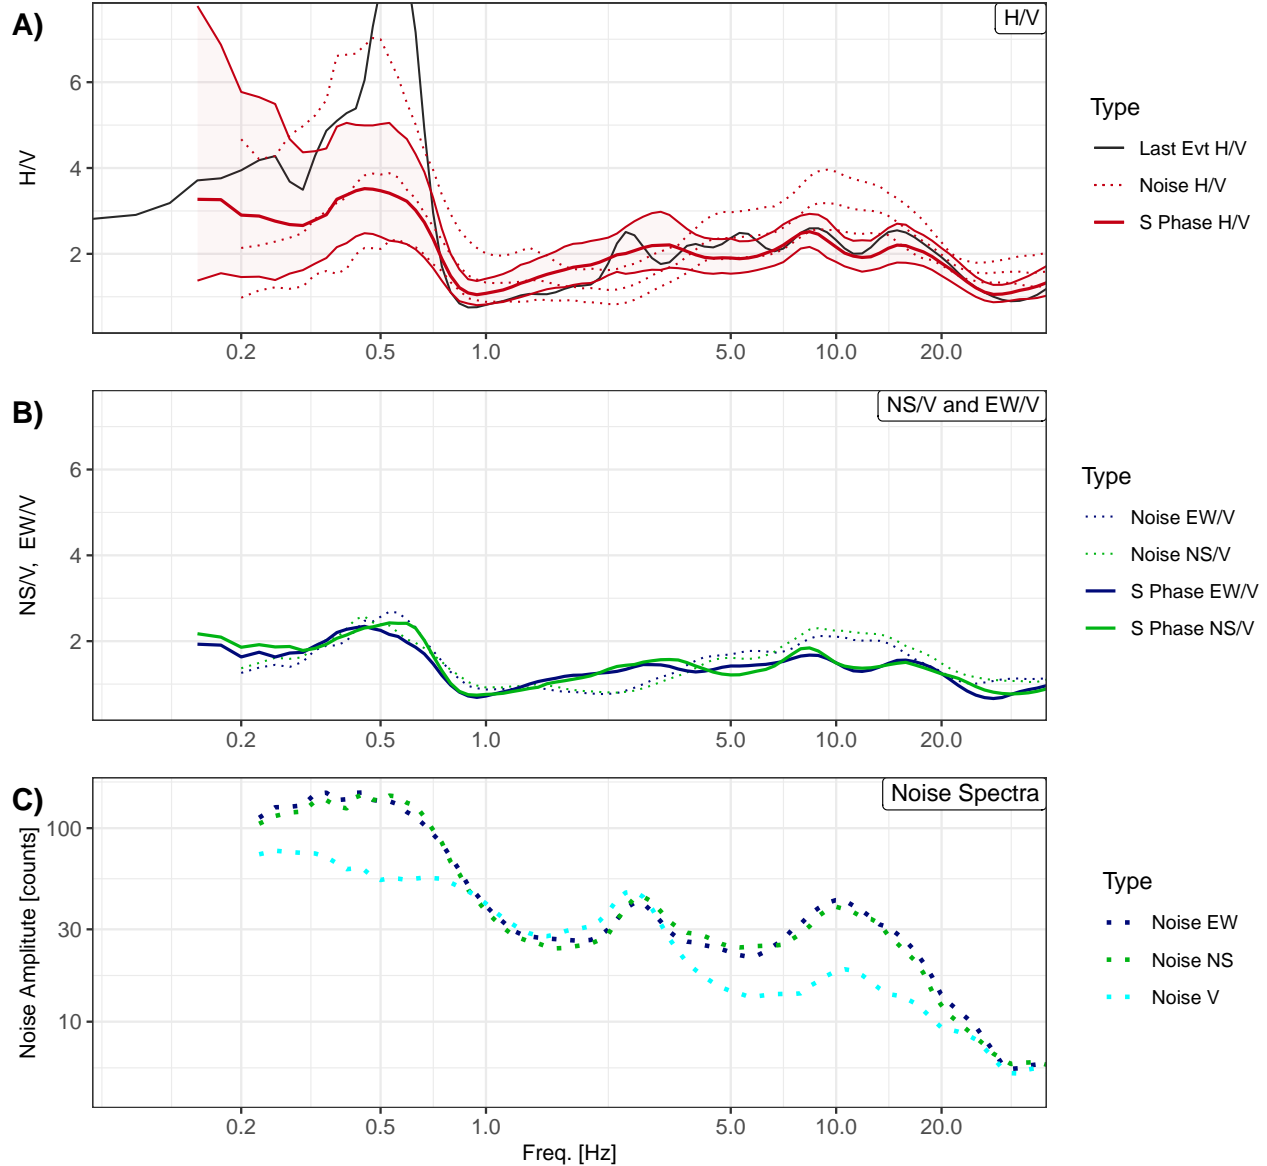 A)
H/V
6
4
2
H/V
0.2 0.5 1.0 5.0 10.0 20.0
Type
Last Evt H/V
Noise H/V
S Phase H/V
B)
NS/V and EW/V
6
4
2
NS/V,  EW/V
0.2 0.5 1.0 5.0 10.0 20.0
Type
Noise EW/V
Noise NS/V
S Phase EW/V
S Phase NS/V
C)
Noise Spectra
100
30
10
Noise Amplitute [counts]
0.2 0.5 1.0 5.0 10.0 20.0
Freq. [Hz]
Type
Noise EW
Noise NS
Noise V